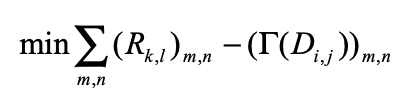 min ∑_{m,n} (R_{k,l})_{m,n} − (Γ(D_{i,j}))_{m,n}